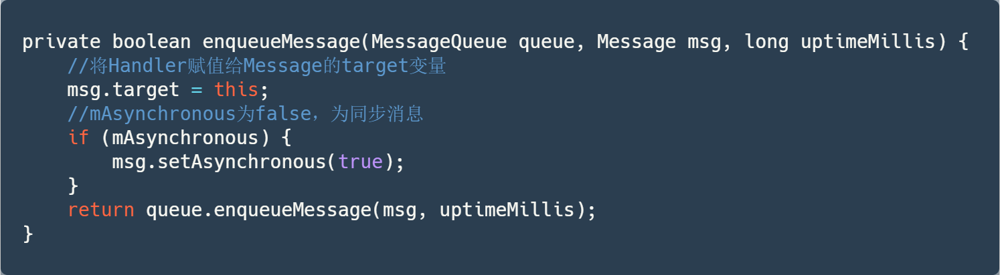 private boolean enqueueMessage(MessageQueue queue, Message msg, long uptimeMillis) {
    //将Handler赋值给Message的target变量
    msg.target = this;
    //mAsynchronous为false，为同步消息
    if (mAsynchronous) {
        msg.setAsynchronous(true);
    }
    return queue.enqueueMessage(msg, uptimeMillis);
}